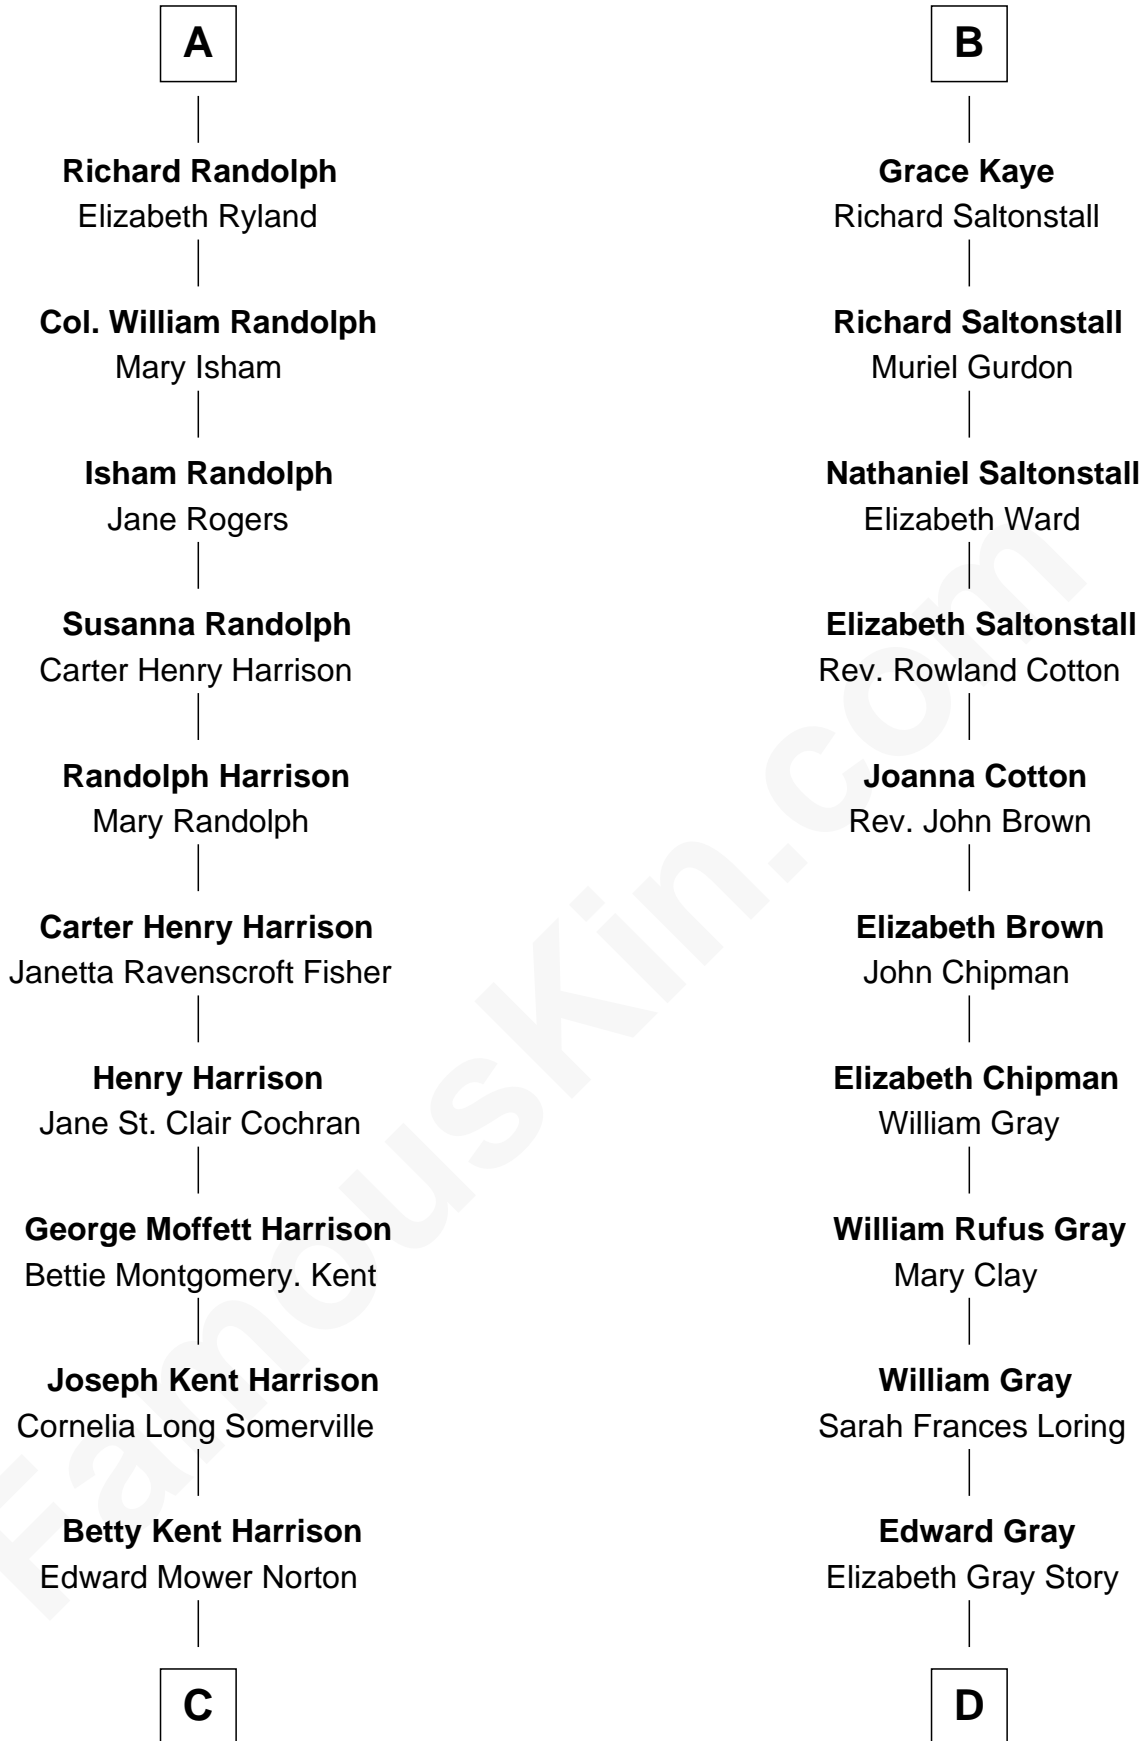 A
Richard Randolph
Elizabeth Ryland
Col. William Randolph
Mary Isham
Isham Randolph
Jane Rogers
Susanna Randolph
Carter Henry Harrison
Randolph Harrison
Mary Randolph
Carter Henry Harrison
Janetta Ravenscroft Fisher
Henry Harrison
Jane St. Clair Cochran
George Moffett Harrison
Bettie Montgomery. Kent
Joseph Kent Harrison
Cornelia Long Somerville
Betty Kent Harrison
Edward Mower Norton
C
B
Grace Kaye
Richard Saltonstall
Richard Saltonstall
Muriel Gurdon
Nathaniel Saltonstall
Elizabeth Ward
Elizabeth Saltonstall
Rev. Rowland Cotton
Joanna Cotton
Rev. John Brown
Elizabeth Brown
John Chipman
Elizabeth Chipman
William Gray
William Rufus Gray
Mary Clay
William Gray
Sarah Frances Loring
Edward Gray
Elizabeth Gray Story
D
FamousKin.com